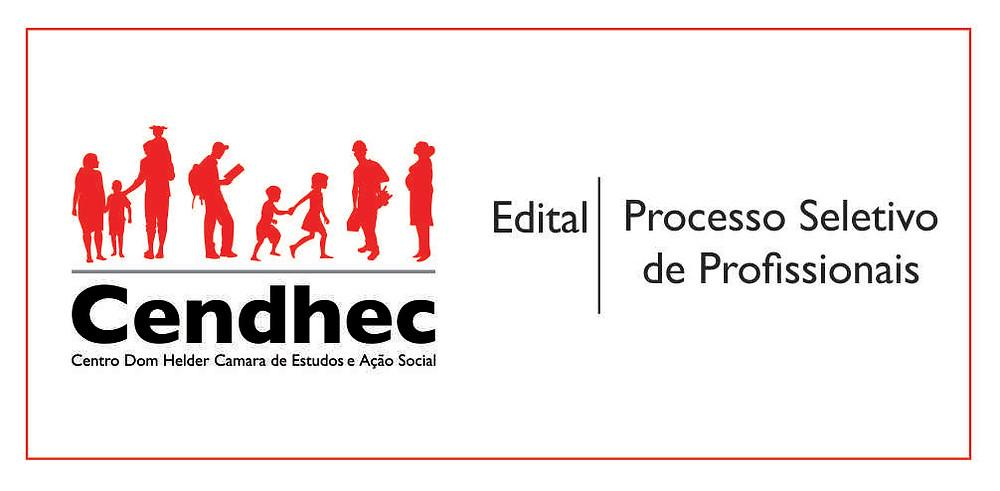 Cendhec
Centro Dom Helder Camara de Estudos e Ação Social
Edital
Processo Seletivo
de Profissionais